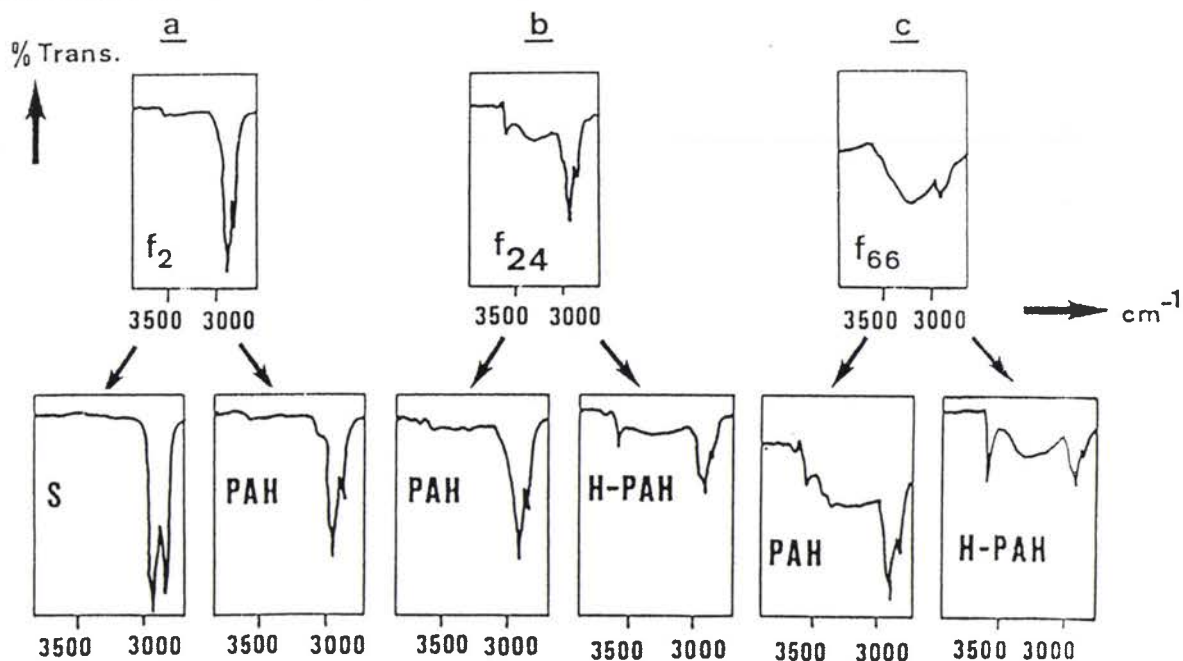 a b c
% Trans.
f2 f24 f66
3500 3000 3500 3000 3500 3000 cm-1
S PAH PAH H-PAH PAH H-PAH
3500 3000 3500 3000 3500 3000 3500 3000 3500 3000 3500 3000